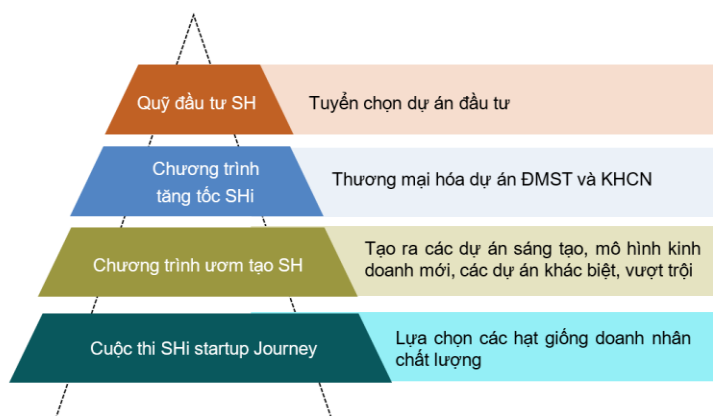 Quỹ đầu tư SH
Tuyển chọn dự án đầu tư
Chương trình
tăng tốc SHi
Thương mại hóa dự án ĐMST và KHCN
Chương trình ươm tạo SH
Tạo ra các dự án sáng tạo, mô hình kinh
doanh mới, các dự án khác biệt, vượt trội
Cuộc thi SHi startup Journey
Lựa chọn các hạt giống doanh nhân
chất lượng